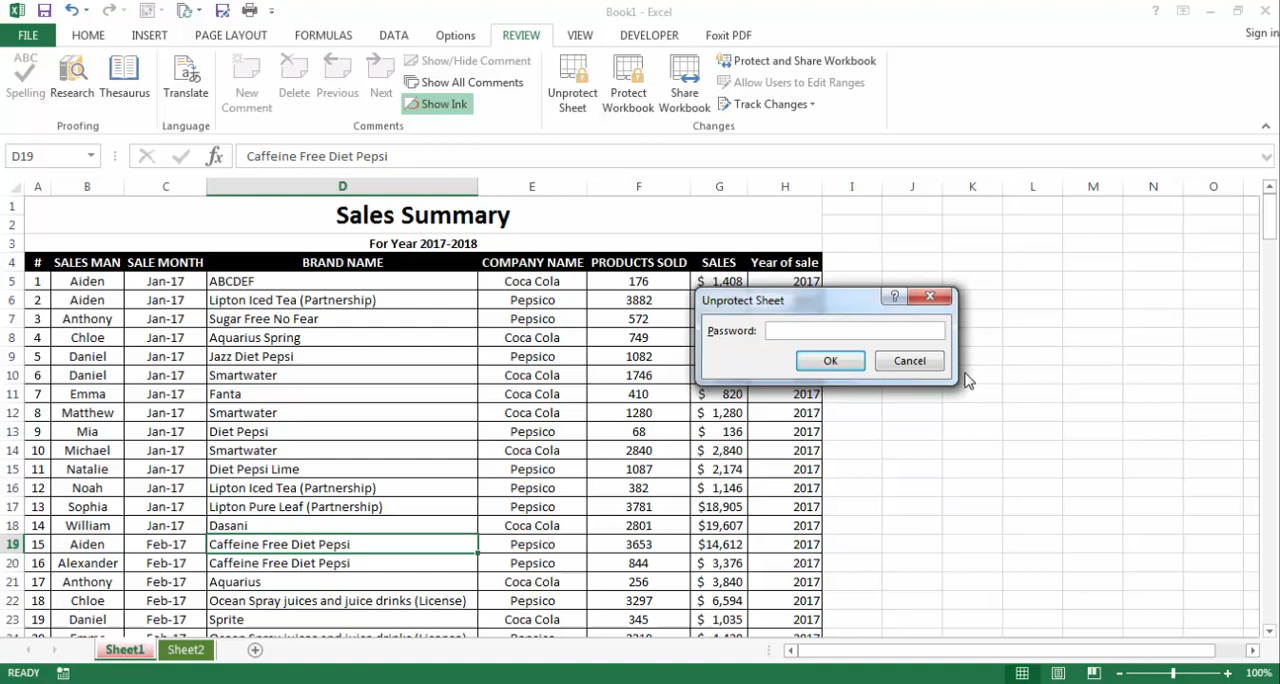 Book1 - Excel
FILE HOME INSERT PAGE LAYOUT FORMULAS DATA Options REVIEW VIEW DEVELOPER Foxit PDF Sign in
ABC Spelling Research Thesaurus Translate New Comment Delete Previous Next Show/Hide Comment Show All Comments Show Ink Unprotect Sheet Protect Workbook Share Workbook Protect and Share Workbook Allow Users to Edit Ranges Track Changes
Proofing Language Comments Changes
D19 fx Caffeine Free Diet Pepsi
A B C D E F G H I J K L M N O
1 Sales Summary
2
3 For Year 2017-2018
4 # SALES MAN SALE MONTH BRAND NAME COMPANY NAME PRODUCTS SOLD SALES Year of sale
5 1 Aiden Jan-17 ABCDEF Coca Cola 176 $ 1,408 2017
6 2 Aiden Jan-17 Lipton Iced Tea (Partnership) Pepsico 3882
7 3 Anthony Jan-17 Sugar Free No Fear Pepsico 572
8 4 Chloe Jan-17 Aquarius Spring Coca Cola 749
9 5 Daniel Jan-17 Jazz Diet Pepsi Pepsico 1082
10 6 Daniel Jan-17 Smartwater Coca Cola 1746
11 7 Emma Jan-17 Fanta Coca Cola 410 $ 820 2017
12 8 Matthew Jan-17 Smartwater Coca Cola 1280 $ 1,280 2017
13 9 Mia Jan-17 Diet Pepsi Pepsico 68 $ 136 2017
14 10 Michael Jan-17 Smartwater Coca Cola 2840 $ 2,840 2017
15 11 Natalie Jan-17 Diet Pepsi Lime Pepsico 1087 $ 2,174 2017
16 12 Noah Jan-17 Lipton Iced Tea (Partnership) Pepsico 382 $ 1,146 2017
17 13 Sophia Jan-17 Lipton Pure Leaf (Partnership) Pepsico 3781 $18,905 2017
18 14 William Jan-17 Dasani Coca Cola 2801 $19,607 2017
19 15 Aiden Feb-17 Caffeine Free Diet Pepsi Pepsico 3653 $14,612 2017
20 16 Alexander Feb-17 Caffeine Free Diet Pepsi Pepsico 844 $ 3,376 2017
21 17 Anthony Feb-17 Aquarius Coca Cola 256 $ 3,840 2017
22 18 Chloe Feb-17 Ocean Spray juices and juice drinks (License) Pepsico 3297 $ 6,594 2017
23 19 Daniel Feb-17 Sprite Coca Cola 345 $ 1,035 2017
Unprotect Sheet
Password:
OK Cancel
Sheet1 Sheet2
READY 100%